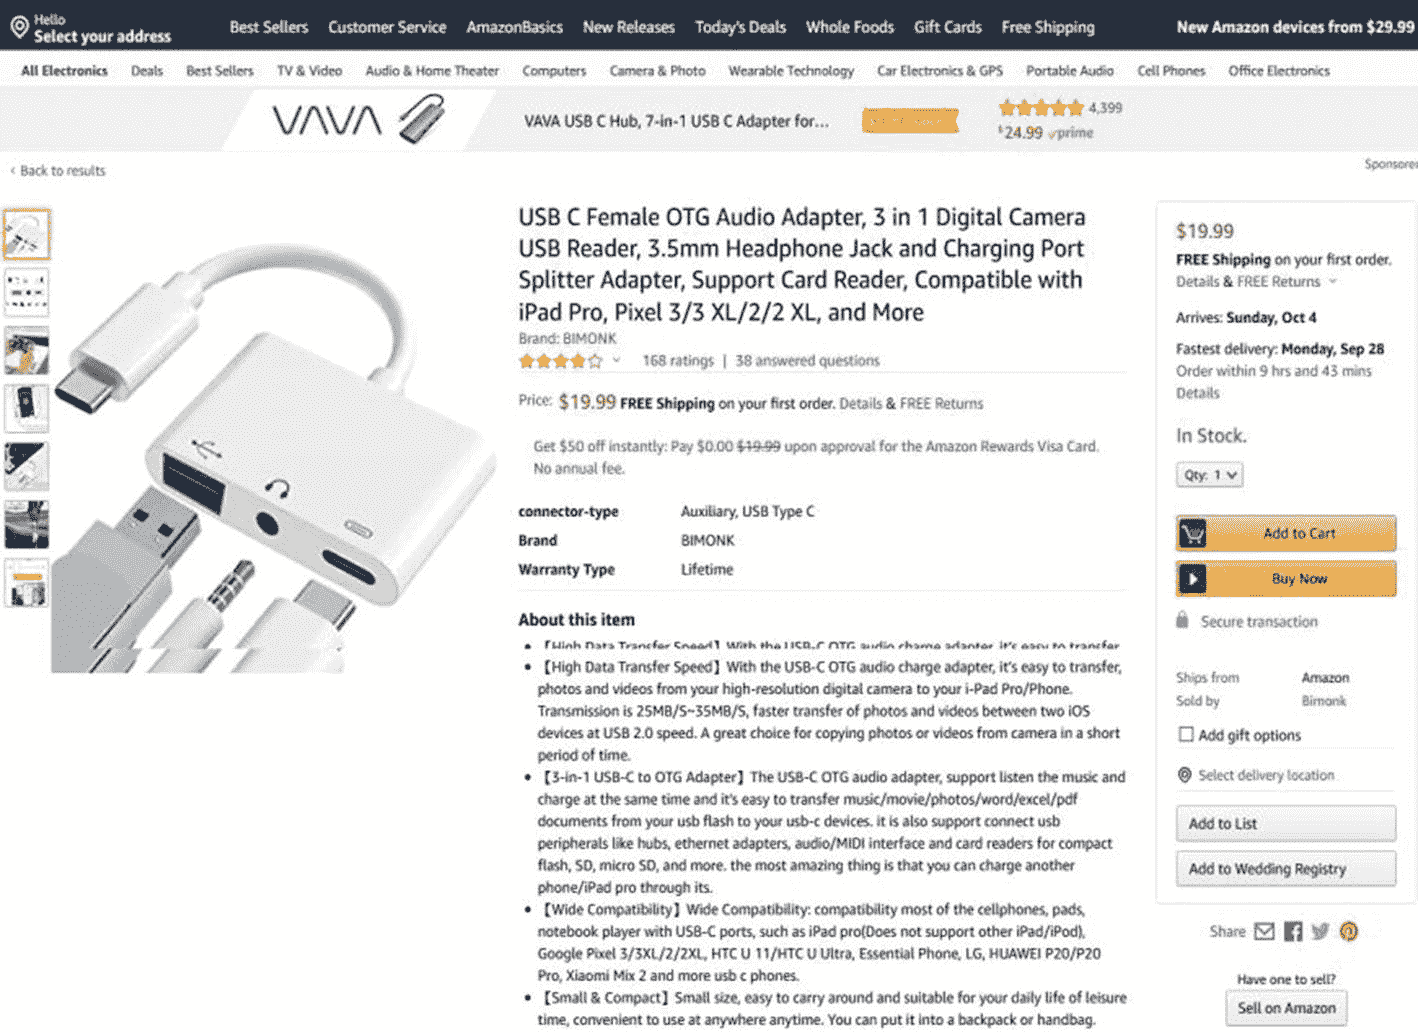 Hello
Select your address
Best Sellers Customer Service AmazonBasics New Releases Today's Deals Whole Foods Gift Cards Free Shipping
New Amazon devices from $29.99
All Electronics Deals Best Sellers TV & Video Audio & Home Theater Computers Camera & Photo Wearable Technology Car Electronics & GPS Portable Audio Cell Phones Office Electronics
VAVA
VAVA USB C Hub, 7-in-1 USB C Adapter for...
4,399
$24.99 prime
‹ Back to results
Sponsore
USB C Female OTG Audio Adapter, 3 in 1 Digital Camera
USB Reader, 3.5mm Headphone Jack and Charging Port
Splitter Adapter, Support Card Reader, Compatible with
iPad Pro, Pixel 3/3 XL/2/2 XL, and More
Brand: BIMONK
168 ratings | 38 answered questions
Price: $19.99 FREE Shipping on your first order. Details & FREE Returns
Get $50 off instantly: Pay $0.00 $19.99 upon approval for the Amazon Rewards Visa Card.
No annual fee.
connector-type Auxiliary, USB Type C
Brand BIMONK
Warranty Type Lifetime
About this item
• 【High Data Transfer Speed】With the USB-C OTG audio charge adapter, it's easy to transfer
• 【High Data Transfer Speed】With the USB-C OTG audio charge adapter, it's easy to transfer,
photos and videos from your high-resolution digital camera to your i-Pad Pro/Phone.
Transmission is 25MB/S~35MB/S, faster transfer of photos and videos between two iOS
devices at USB 2.0 speed. A great choice for copying photos or videos from camera in a short
period of time.
• 【3-in-1 USB-C to OTG Adapter】The USB-C OTG audio adapter, support listen the music and
charge at the same time and it's easy to transfer music/movie/photos/word/excel/pdf
documents from your usb flash to your usb-c devices. it is also support connect usb
peripherals like hubs, ethernet adapters, audio/MIDI interface and card readers for compact
flash, SD, micro SD, and more. the most amazing thing is that you can charge another
phone/iPad pro through its.
• 【Wide Compatibility】Wide Compatibility: compatibility most of the cellphones, pads,
notebook player with USB-C ports, such as iPad pro(Does not support other iPad/iPod),
Google Pixel 3/3XL/2/2XL, HTC U 11/HTC U Ultra, Essential Phone, LG, HUAWEI P20/P20
Pro, Xiaomi Mix 2 and more usb c phones.
• 【Small & Compact】Small size, easy to carry around and suitable for your daily life of leisure
time, convenient to use at anywhere anytime. You can put it into a backpack or handbag.
$19.99
FREE Shipping on your first order.
Details & FREE Returns
Arrives: Sunday, Oct 4
Fastest delivery: Monday, Sep 28
Order within 9 hrs and 43 mins
Details
In Stock.
Qty: 1
Add to Cart
Buy Now
Secure transaction
Ships from Amazon
Sold by Bimonk
Add gift options
Select delivery location
Add to List
Add to Wedding Registry
Share
Have one to sell?
Sell on Amazon